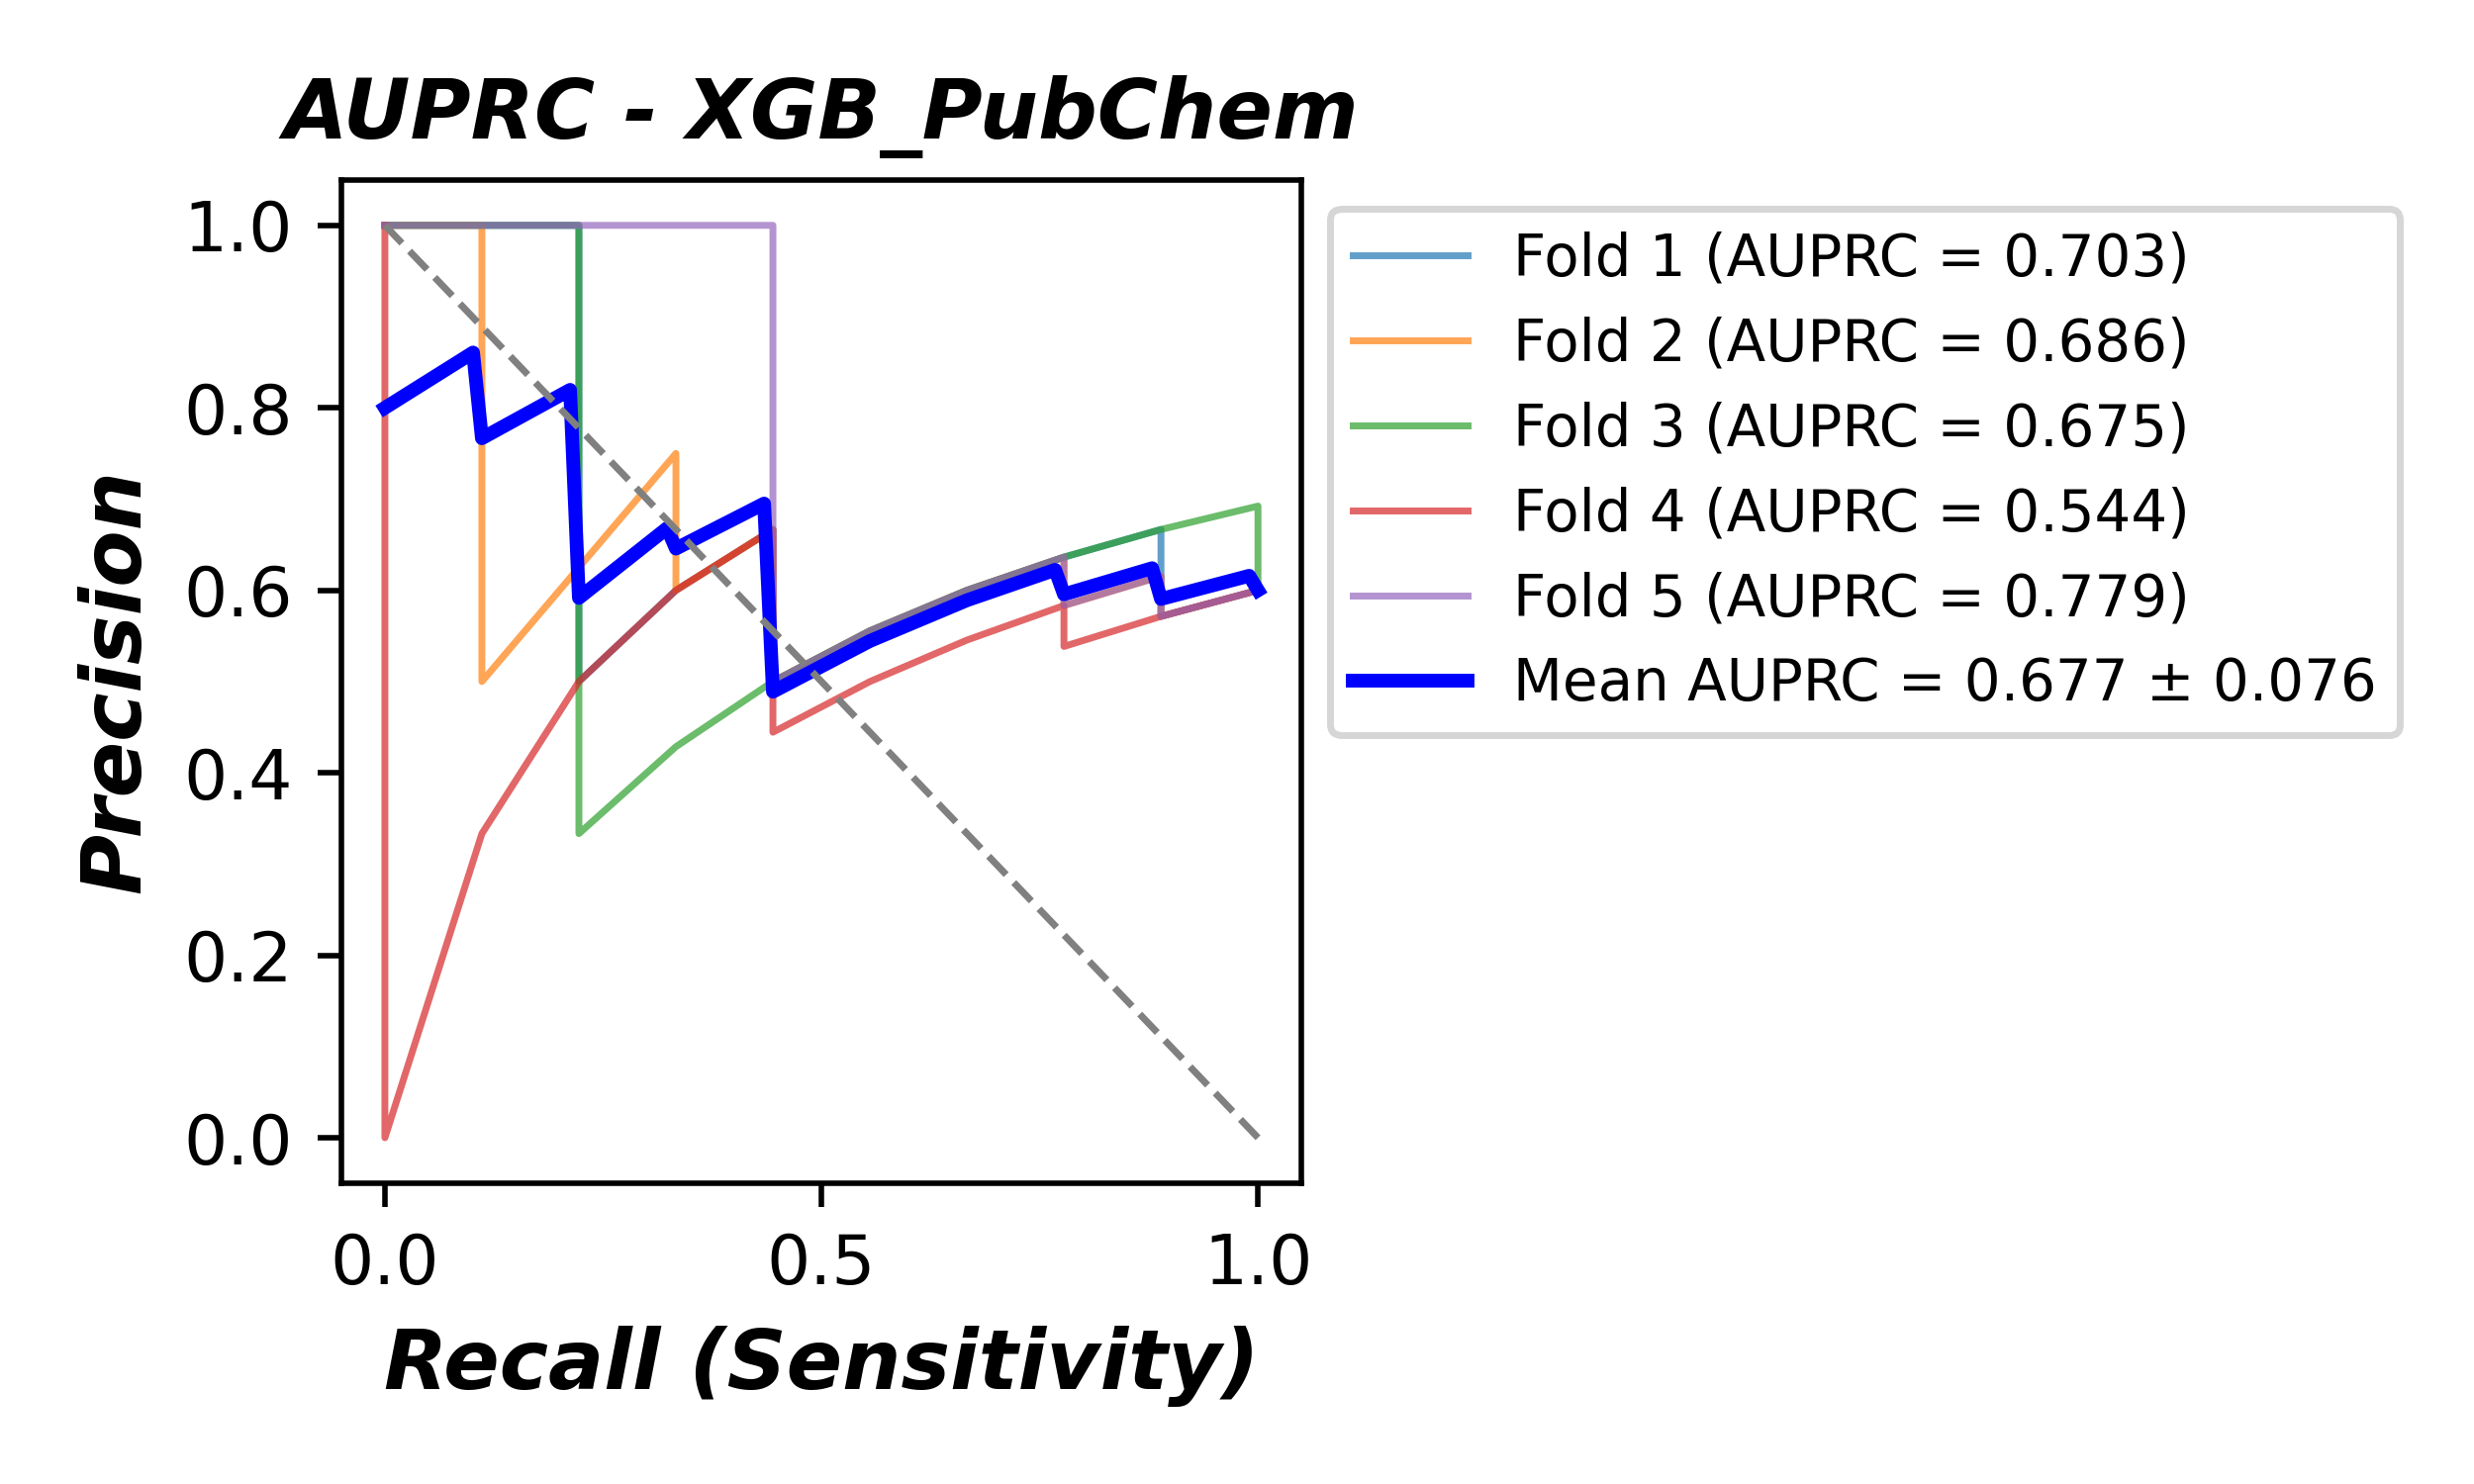 AUPRC - XGB_PubChem
Precision
1.0
0.8
0.6
0.4
0.2
0.0
0.0 0.5 1.0
Recall (Sensitivity)
Fold 1 (AUPRC = 0.703)
Fold 2 (AUPRC = 0.686)
Fold 3 (AUPRC = 0.675)
Fold 4 (AUPRC = 0.544)
Fold 5 (AUPRC = 0.779)
Mean AUPRC = 0.677 ± 0.076